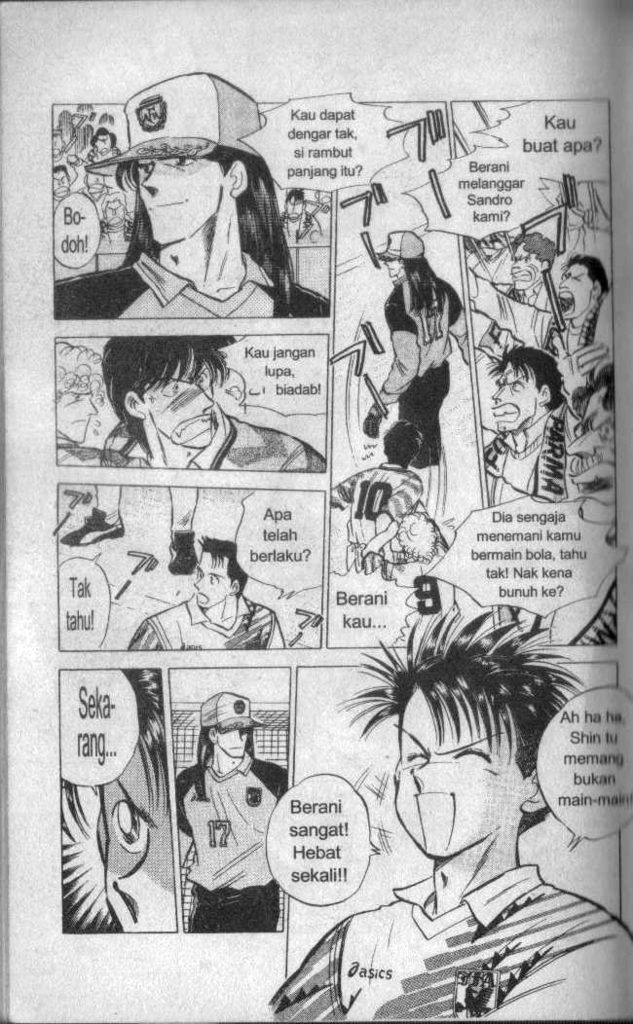 Kau dapat
dengar tak,
si rambut
panjang itu?
Bo-
doh!
Kau
buat apa?
Berani
melanggar
Sandro
kami?
Kau jangan
lupa,
biadab!
PARMA
10
Dia sengaja
menemani kamu
bermain bola, tahu
tak! Nak kena
bunuh ke?
Berani
kau...
9
Apa
telah
berlaku?
Tak
tahu!
asics
Seka-
rang...
17
Berani
sangat!
Hebat
sekali!!
Ah ha ha,
Shin tu
memang
bukan
main-main!
asics